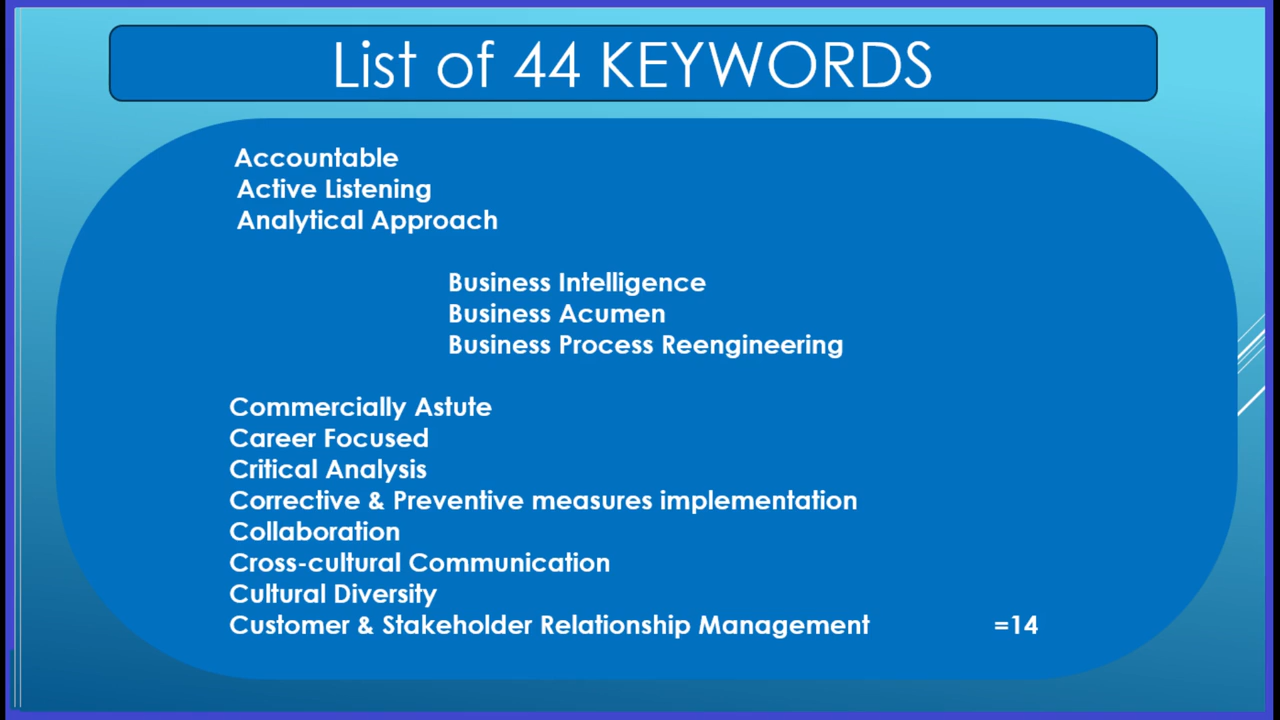 List of 44 KEYWORDS
Accountable
Active Listening
Analytical Approach
Business Intelligence
Business Acumen
Business Process Reengineering
Commercially Astute
Career Focused
Critical Analysis
Corrective & Preventive measures implementation
Collaboration
Cross-cultural Communication
Cultural Diversity
Customer & Stakeholder Relationship Management =14